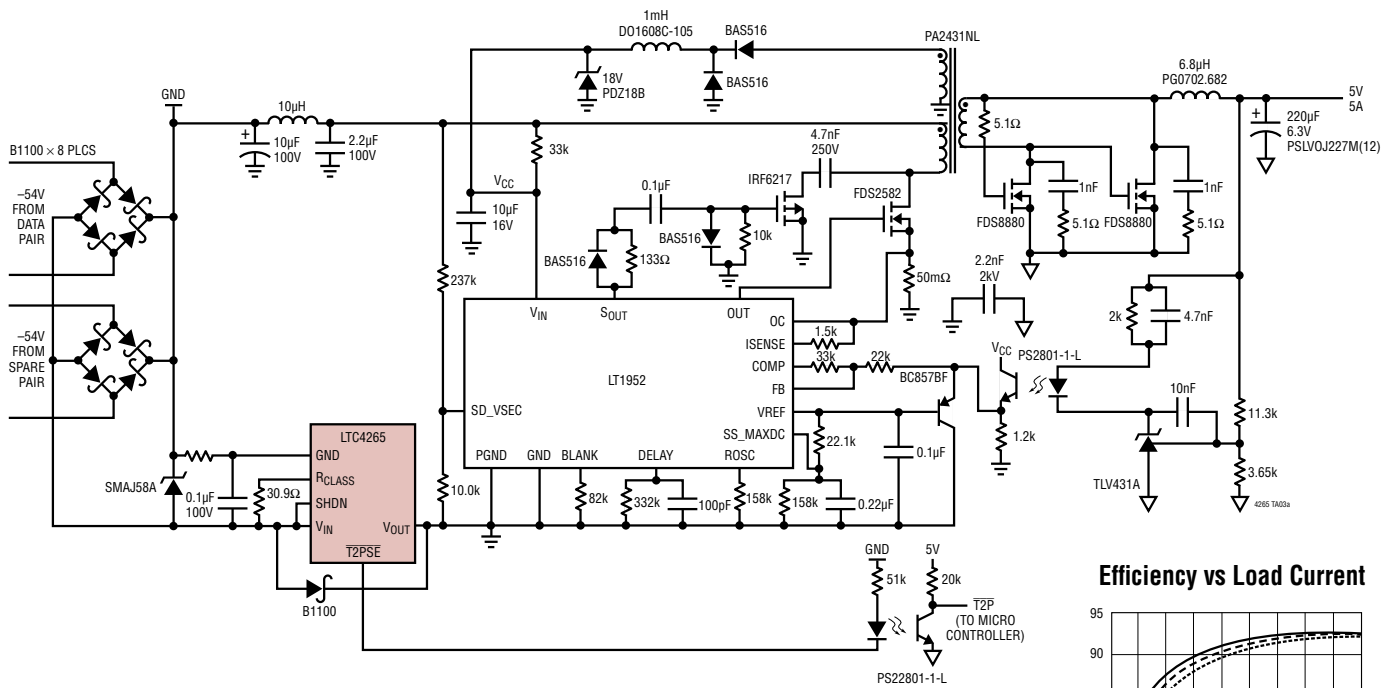 1mH
DO1608C-105
BAS516
PA2431NL
18V
PDZ18B
BAS516
6.8µH
PG0702.682
5V
5A
GND
10µH
+
10µF
100V
2.2µF
100V
33k
4.7nF
250V
5.1Ω
+
220µF
6.3V
PSLVOJ227M(12)
B1100 × 8 PLCS
–54V
FROM
DATA
PAIR
VCC
10µF
16V
0.1µF
IRF6217
FDS2582
1nF
1nF
FDS8880
5.1Ω
FDS8880
5.1Ω
BAS516
10k
BAS516
133Ω
237k
50mΩ
2.2nF
2kV
2k
4.7nF
–54V
FROM
SPARE
PAIR
VIN
SOUT
OUT
OC
ISENSE
COMP
FB
VREF
SS_MAXDC
LT1952
SD_VSEC
PGND
GND
BLANK
DELAY
ROSC
1.5k
33k
22k
BC857BF
VCC
PS2801-1-L
10nF
11.3k
1.2k
22.1k
0.1µF
TLV431A
3.65k
4265 TA03a
LTC4265
GND
RCLASS
SHDN
VIN
VOUT
T2PSE
SMAJ58A
0.1µF
100V
30.9Ω
10.0k
82k
332k
100pF
158k
158k
0.22µF
B1100
GND
51k
5V
20k
T2P
(TO MICRO
CONTROLLER)
PS22801-1-L
Efficiency vs Load Current
95
90